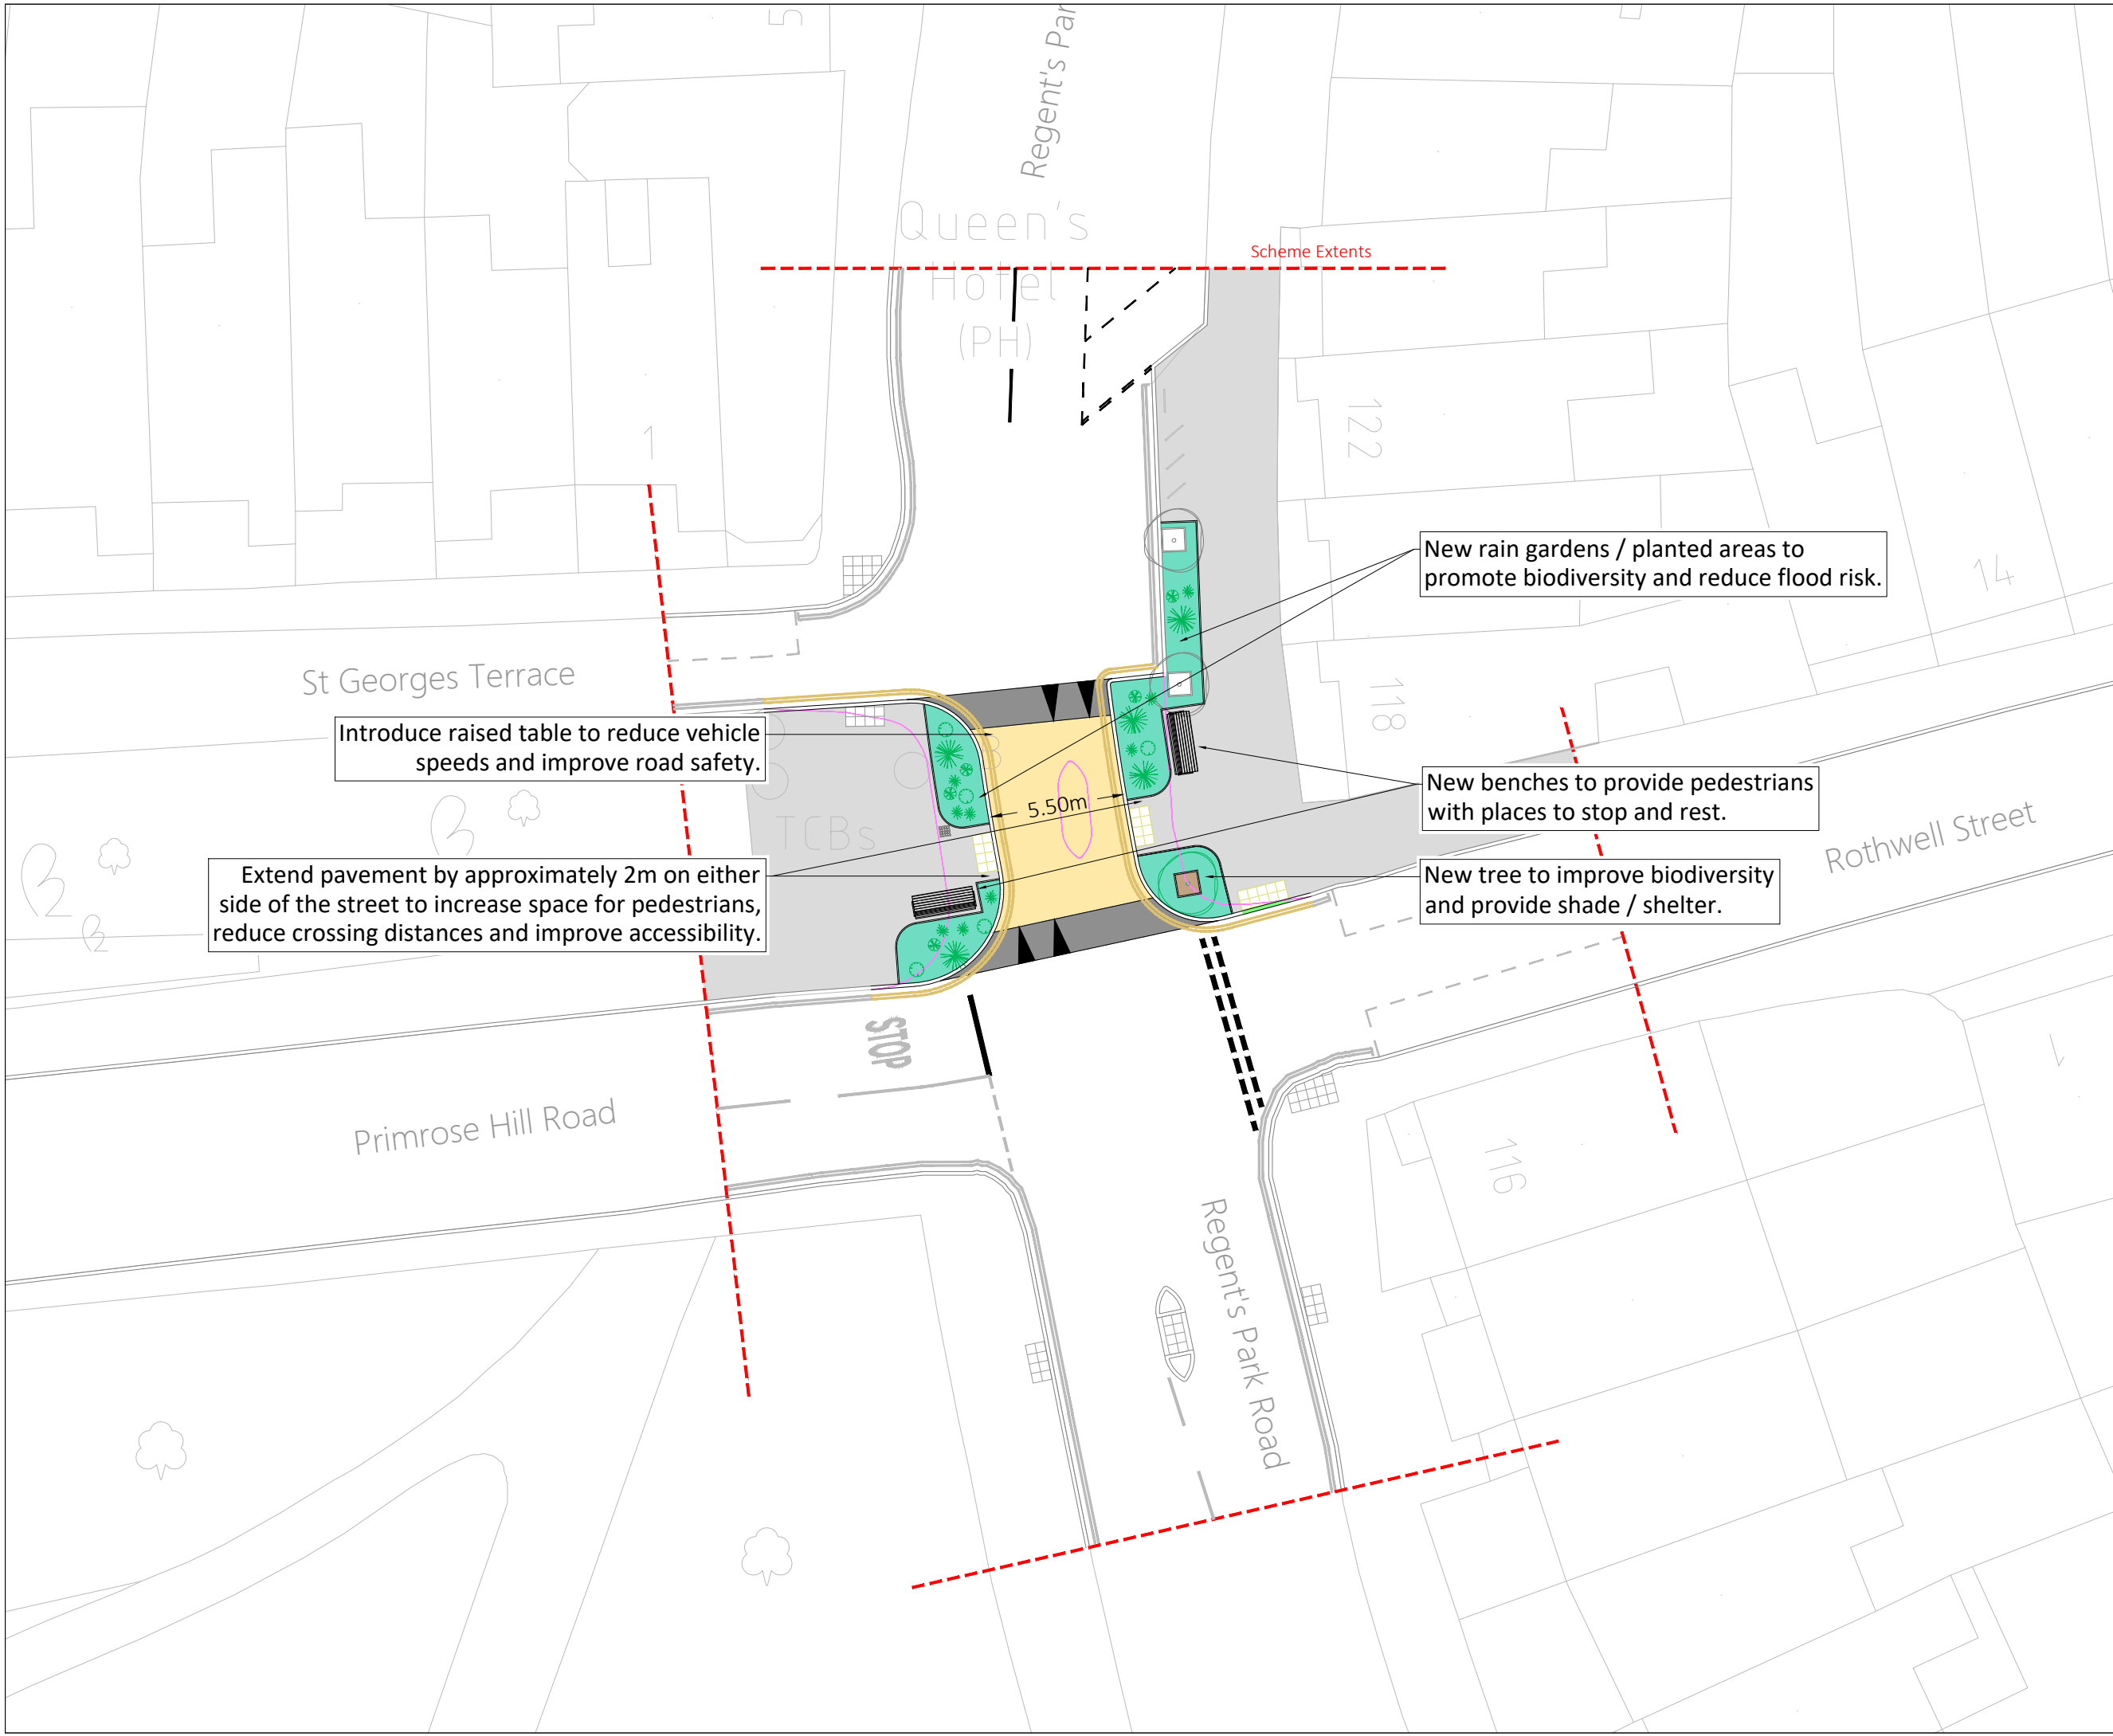 5
Regent's Par
Queen's
Hotel
(PH)
Scheme Extents
1
122
New rain gardens / planted areas to
promote biodiversity and reduce flood risk.
14
St Georges Terrace
118
Introduce raised table to reduce vehicle
speeds and improve road safety.
New benches to provide pedestrians
with places to stop and rest.
5.50m
TCBs
Rothwell Street
Extend pavement by approximately 2m on either
side of the street to increase space for pedestrians,
reduce crossing distances and improve accessibility.
New tree to improve biodiversity
and provide shade / shelter.
STOP
Primrose Hill Road
116
Regent's Park Road